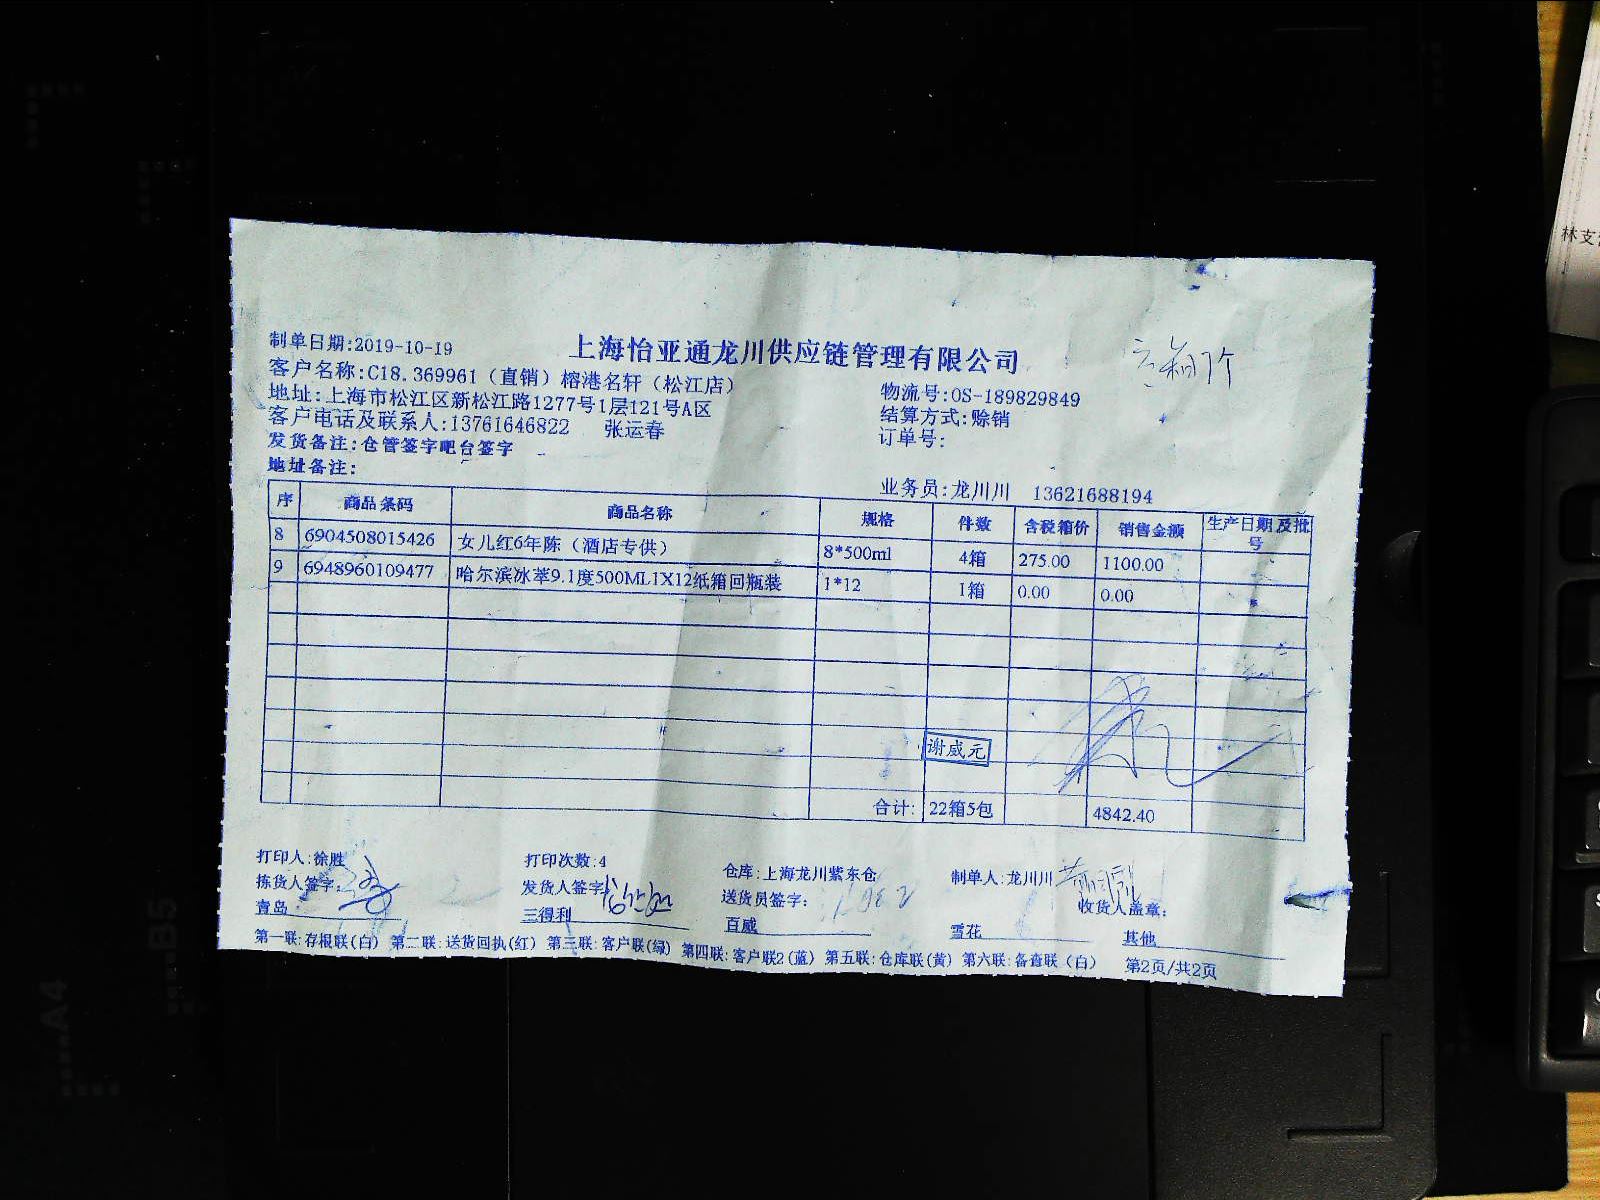 上海怡亚通龙川供应链管理有限公司
制单日期:2019-10-19
客户名称:C18.369961（直销）榕港名轩（松江店）
物流号:OS-189829849
地址:上海市松江区新松江路1277号1层121号A区
结算方式:赊销
客户电话及联系人:13761646822 张运春
订单号:
发货备注:仓管签字吧台签字
地址备注:
业务员:龙川川 13621688194
序 商品条码 商品名称 规格 件数 含税箱价 销售金额 生产日期及批号
8 6904508015426 女儿红6年陈（酒店专供） 8*500ml 4箱 275.00 1100.00
9 6948960109477 哈尔滨冰萃9.1度500ML1X12纸箱回瓶装 1*12 1箱 0.00 0.00
谢威元
合计: 22箱5包 4842.40
打印人:徐胜 打印次数:4 仓库:上海龙川紫东仓 制单人:龙川川
拣货人签字: 发货人签字 送货员签字: 收货人盖章:
青岛 三得利 百威 雪花 其他
第一联:存根联(白) 第二联:送货回执(红) 第三联:客户联(绿) 第四联:客户联2(蓝) 第五联:仓库联(黄) 第六联:备查联（白） 第2页/共2页
A4
B5
林支